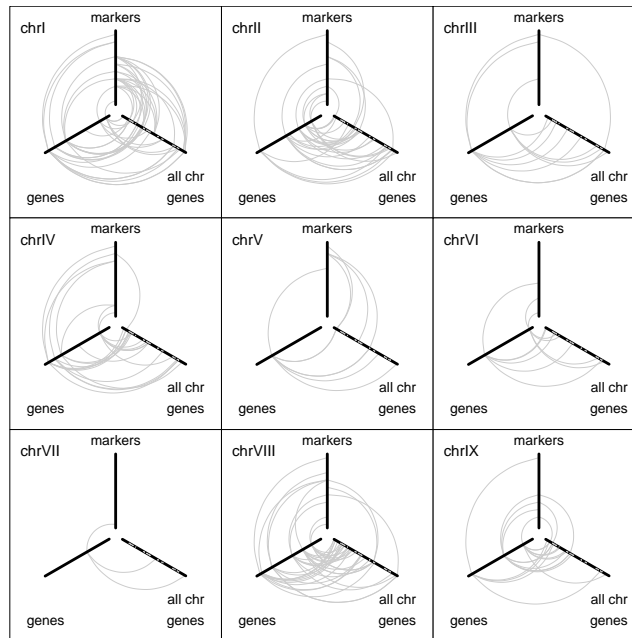 chrI
markers
genes
all chr
genes
chrII
markers
genes
all chr
genes
chrIII
markers
genes
all chr
genes
chrIV
markers
genes
all chr
genes
chrV
markers
genes
all chr
genes
chrVI
markers
genes
all chr
genes
chrVII
markers
genes
all chr
genes
chrVIII
markers
genes
all chr
genes
chrIX
markers
genes
all chr
genes